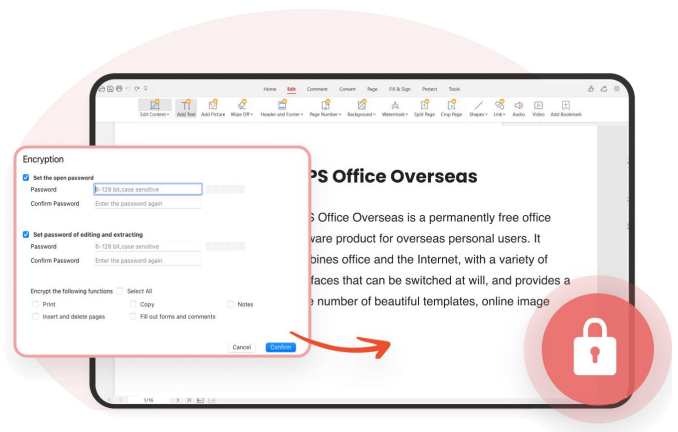 Home Edit Comment Convert Page Fill & Sign Protect Tools
Edit Content Add Text Add Picture Wipe Off Header and Footer Page Number Background Watermark Split Page Crop Page Shapes Link Audio Video Add Bookmark
Encryption
Set the open password
Password 6-128 bit,case sensitive
Confirm Password Enter the password again
Set password of editing and extracting
Password 6-128 bit,case sensitive
Confirm Password Enter the password again
Encrypt the following functions Select All
Print Copy Notes
Insert and delete pages Fill out forms and comments
Cancel Confirm
PS Office Overseas
S Office Overseas is a permanently free office
ware product for overseas personal users. It
bines office and the Internet, with a variety of
faces that can be switched at will, and provides a
number of beautiful templates, online image
1/16